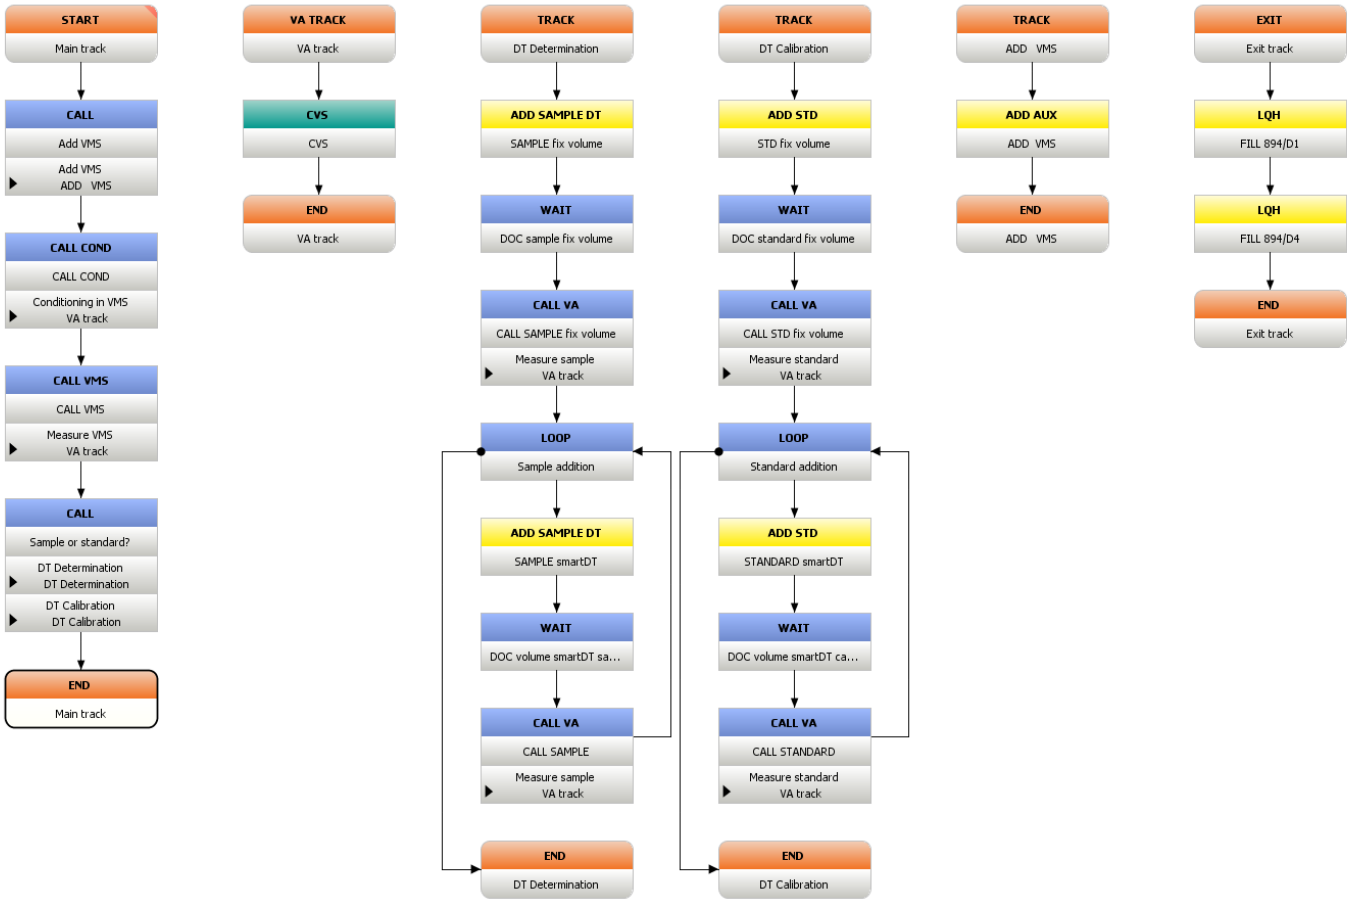 START
Main track
CALL
Add VMS
Add VMS
ADD VMS
CALL COND
CALL COND
Conditioning in VMS
VA track
CALL VMS
CALL VMS
Measure VMS
VA track
CALL
Sample or standard?
DT Determination
DT Determination
DT Calibration
DT Calibration
END
Main track
VA TRACK
VA track
CVS
CVS
END
VA track
TRACK
DT Determination
ADD SAMPLE DT
SAMPLE fix volume
WAIT
DOC sample fix volume
CALL VA
CALL SAMPLE fix volume
Measure sample
VA track
LOOP
Sample addition
ADD SAMPLE DT
SAMPLE smartDT
WAIT
DOC volume smartDT sa...
CALL VA
CALL SAMPLE
Measure sample
VA track
END
DT Determination
TRACK
DT Calibration
ADD STD
STD fix volume
WAIT
DOC standard fix volume
CALL VA
CALL STD fix volume
Measure standard
VA track
LOOP
Standard addition
ADD STD
STANDARD smartDT
WAIT
DOC volume smartDT ca...
CALL VA
CALL STANDARD
Measure standard
VA track
END
DT Calibration
TRACK
ADD VMS
ADD AUX
ADD VMS
END
ADD VMS
EXIT
Exit track
LQH
FILL 894/D1
LQH
FILL 894/D4
END
Exit track